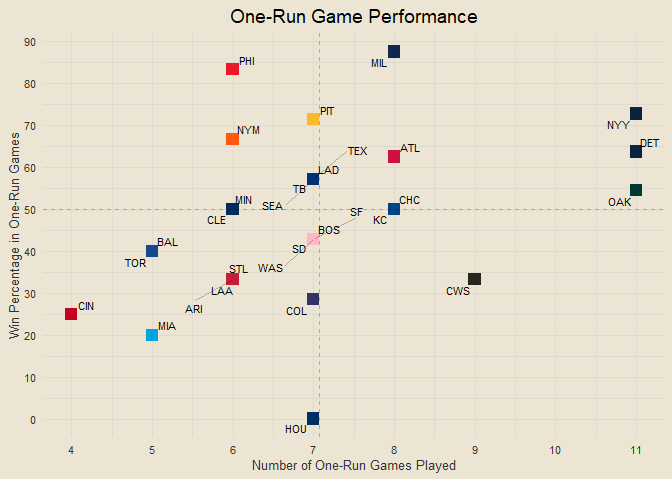 One-Run Game Performance
90
MIL
PHI
80
NYY
PIT
70
NYM
DET
TEX
ATL
60
LAD
TB
OAK
SEA
MIN
CHC
50
SF
CLE
KC
BOS
BAL
40
SD
TOR
WAS
STL
30
LAA
CWS
CIN
ARI
COL
MIA
20
10
0
HOU
4
5
6
7
8
9
10
11
Number of One-Run Games Played
Win Percentage in One-Run Games